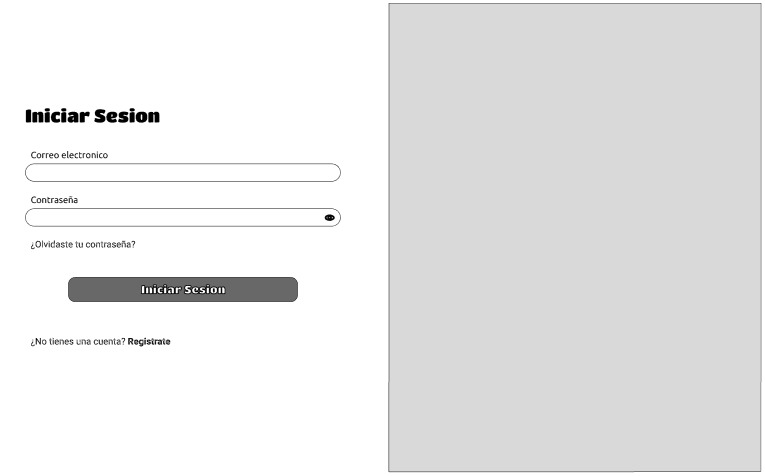 Iniciar Sesion
Correo electronico
Contraseña
¿Olvidaste tu contraseña?
Iniciar Sesion
¿No tienes una cuenta? Registrate